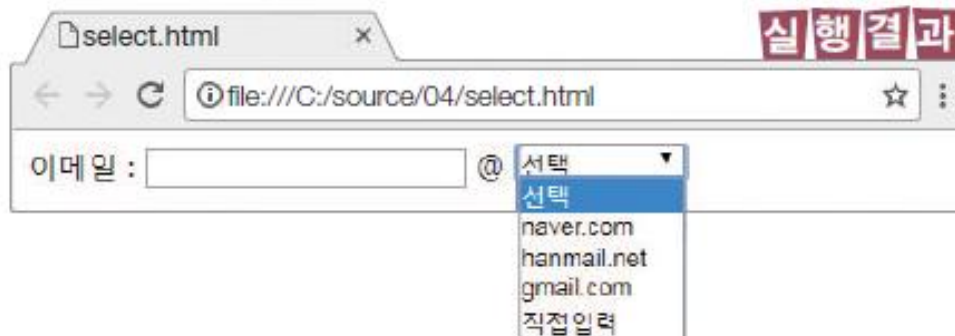 select.html
실행결과
file:///C:/source/04/select.html
이메일 : @ 선택
선택
naver.com
hanmail.net
gmail.com
직접입력